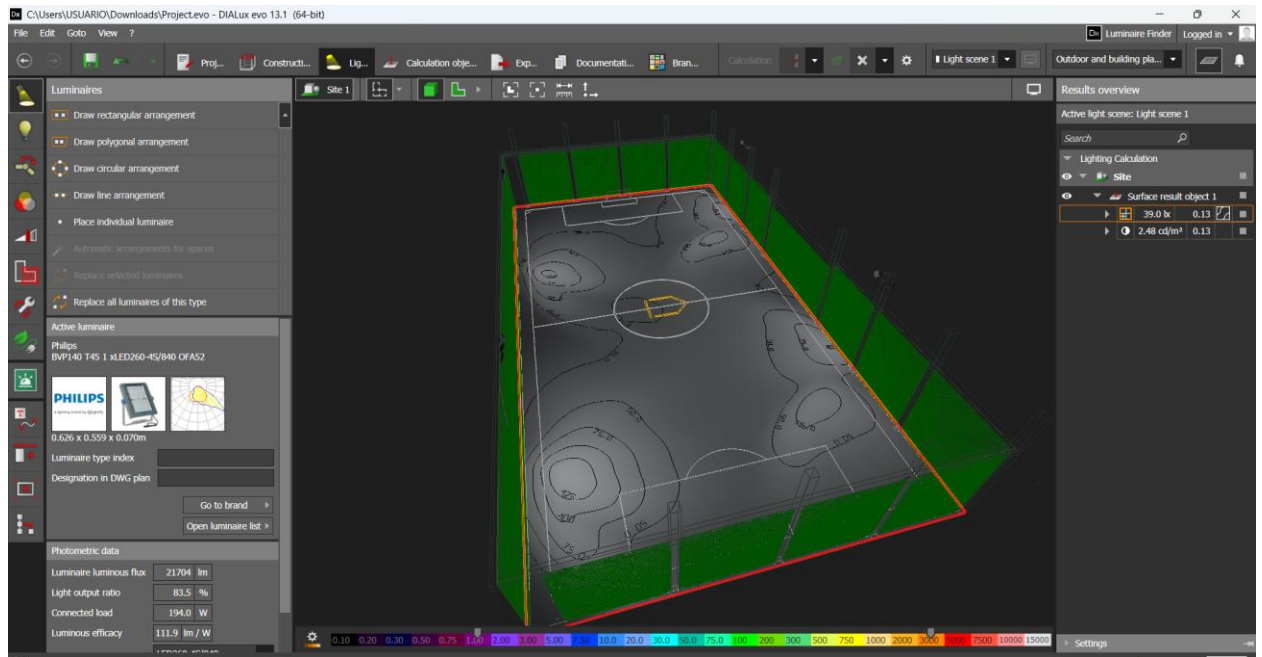 C:\Users\USUARIO\Downloads\Project.evo - DIALux evo 13.1 (64-bit)
File Edit Goto View ?
Luminaire Finder Logged in
Proj... Constructi... Lig... Calculation obje... Exp... Documentati... Bran... Calculation Light scene 1 Outdoor and building pla...
Luminaires
Site 1
Results overview
Draw rectangular arrangement
Draw polygonal arrangement
Draw circular arrangement
Draw line arrangement
Place individual luminaire
Automatic arrangements for spaces
Replace selected luminaires
Replace all luminaires of this type
Active luminaire
Philips
BVP140 T45 1 xLED260-4S/840 OFA52
PHILIPS
0.626 x 0.559 x 0.070m
Luminaire type index
Designation in DWG plan
Go to brand
Open luminaire list
Photometric data
Luminaire luminous flux 21704 lm
Light output ratio 83.5 %
Connected load 194.0 W
Luminous efficacy 111.9 lm / W
LED260-4S/840
75.0
125
100
75
0.10 0.20 0.30 0.50 0.75 1.00 2.00 3.00 5.00 7.50 10.0 20.0 30.0 50.0 75.0 100 200 300 500 750 1000 2000 3000 5000 7500 10000 15000
Active light scene: Light scene 1
Search
Lighting Calculation
Site
Surface result object 1
39.0 lx 0.13
2.48 cd/m² 0.13
Settings